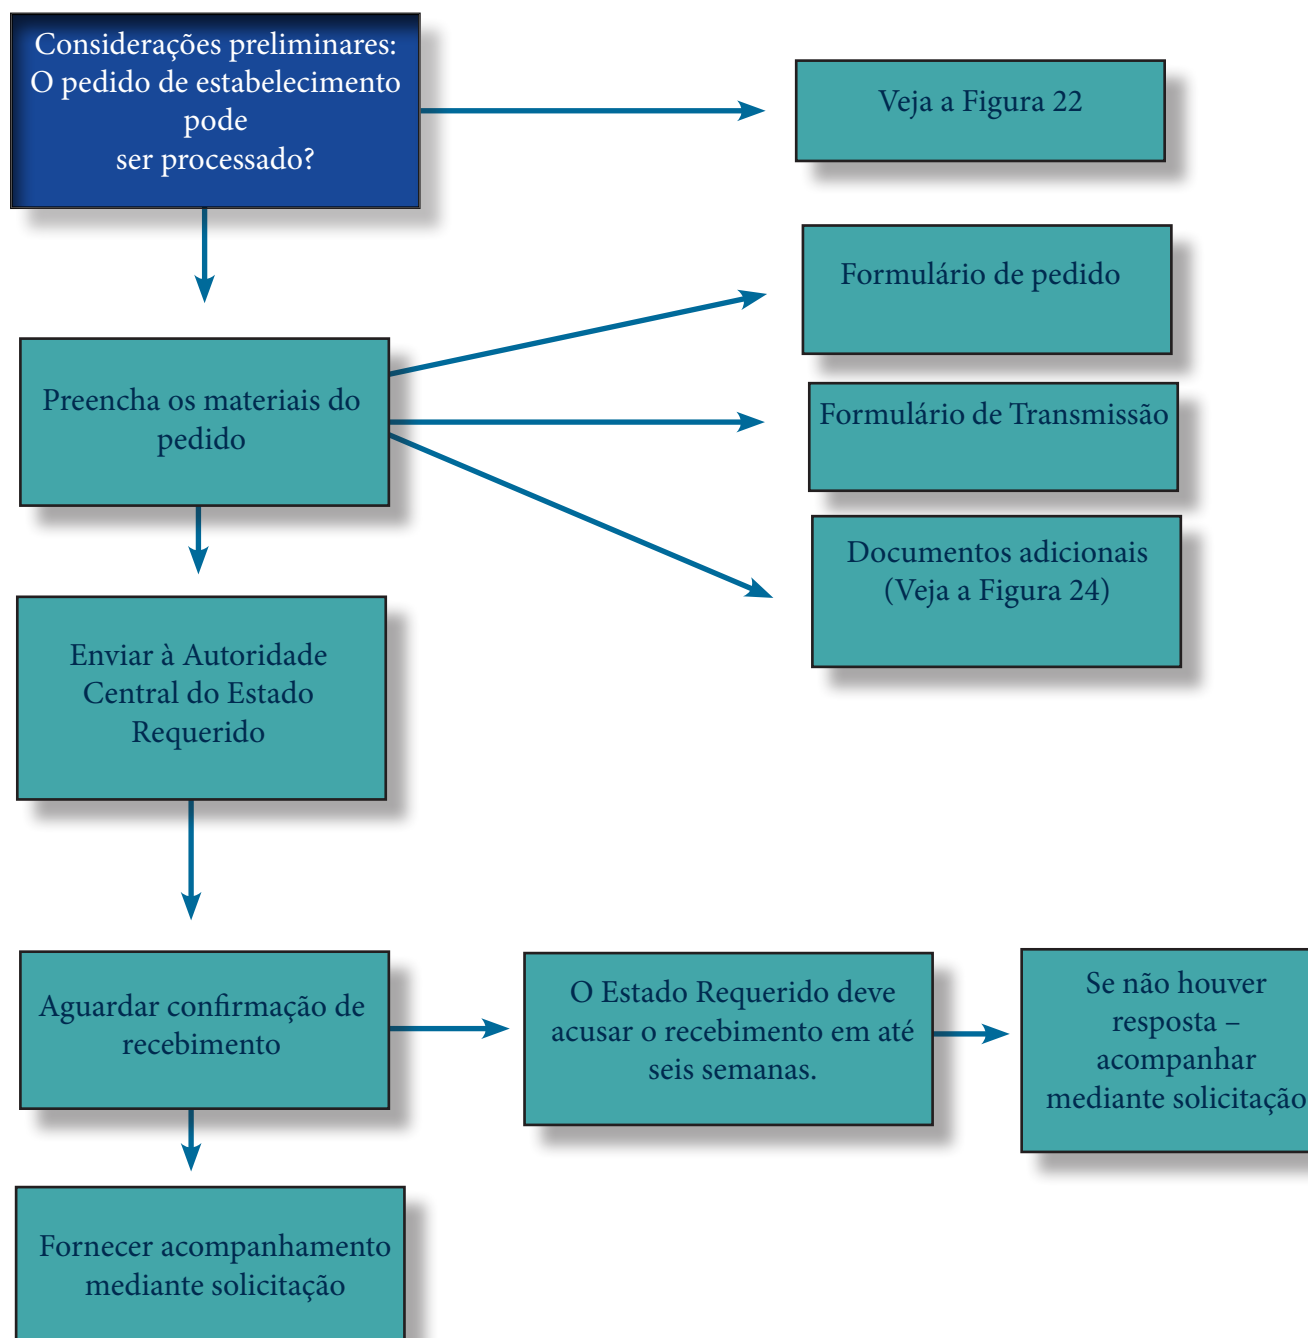 Considerações preliminares:
O pedido de estabelecimento
pode
ser processado?
Veja a Figura 22
Formulário de pedido
Preencha os materiais do
pedido
Formulário de Transmissão
Documentos adicionais
(Veja a Figura 24)
Enviar à Autoridade
Central do Estado
Requerido
Aguardar confirmação de
recebimento
O Estado Requerido deve
acusar o recebimento em até
seis semanas.
Se não houver
resposta –
acompanhar
mediante solicitação
Fornecer acompanhamento
mediante solicitação